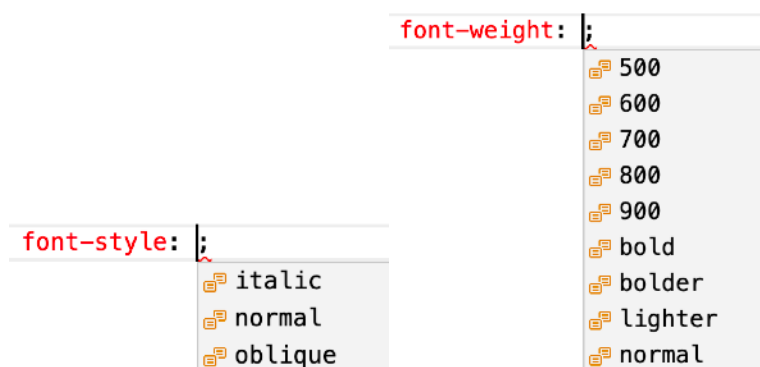 font-style: ;
italic
normal
oblique
font-weight: ;
500
600
700
800
900
bold
bolder
lighter
normal